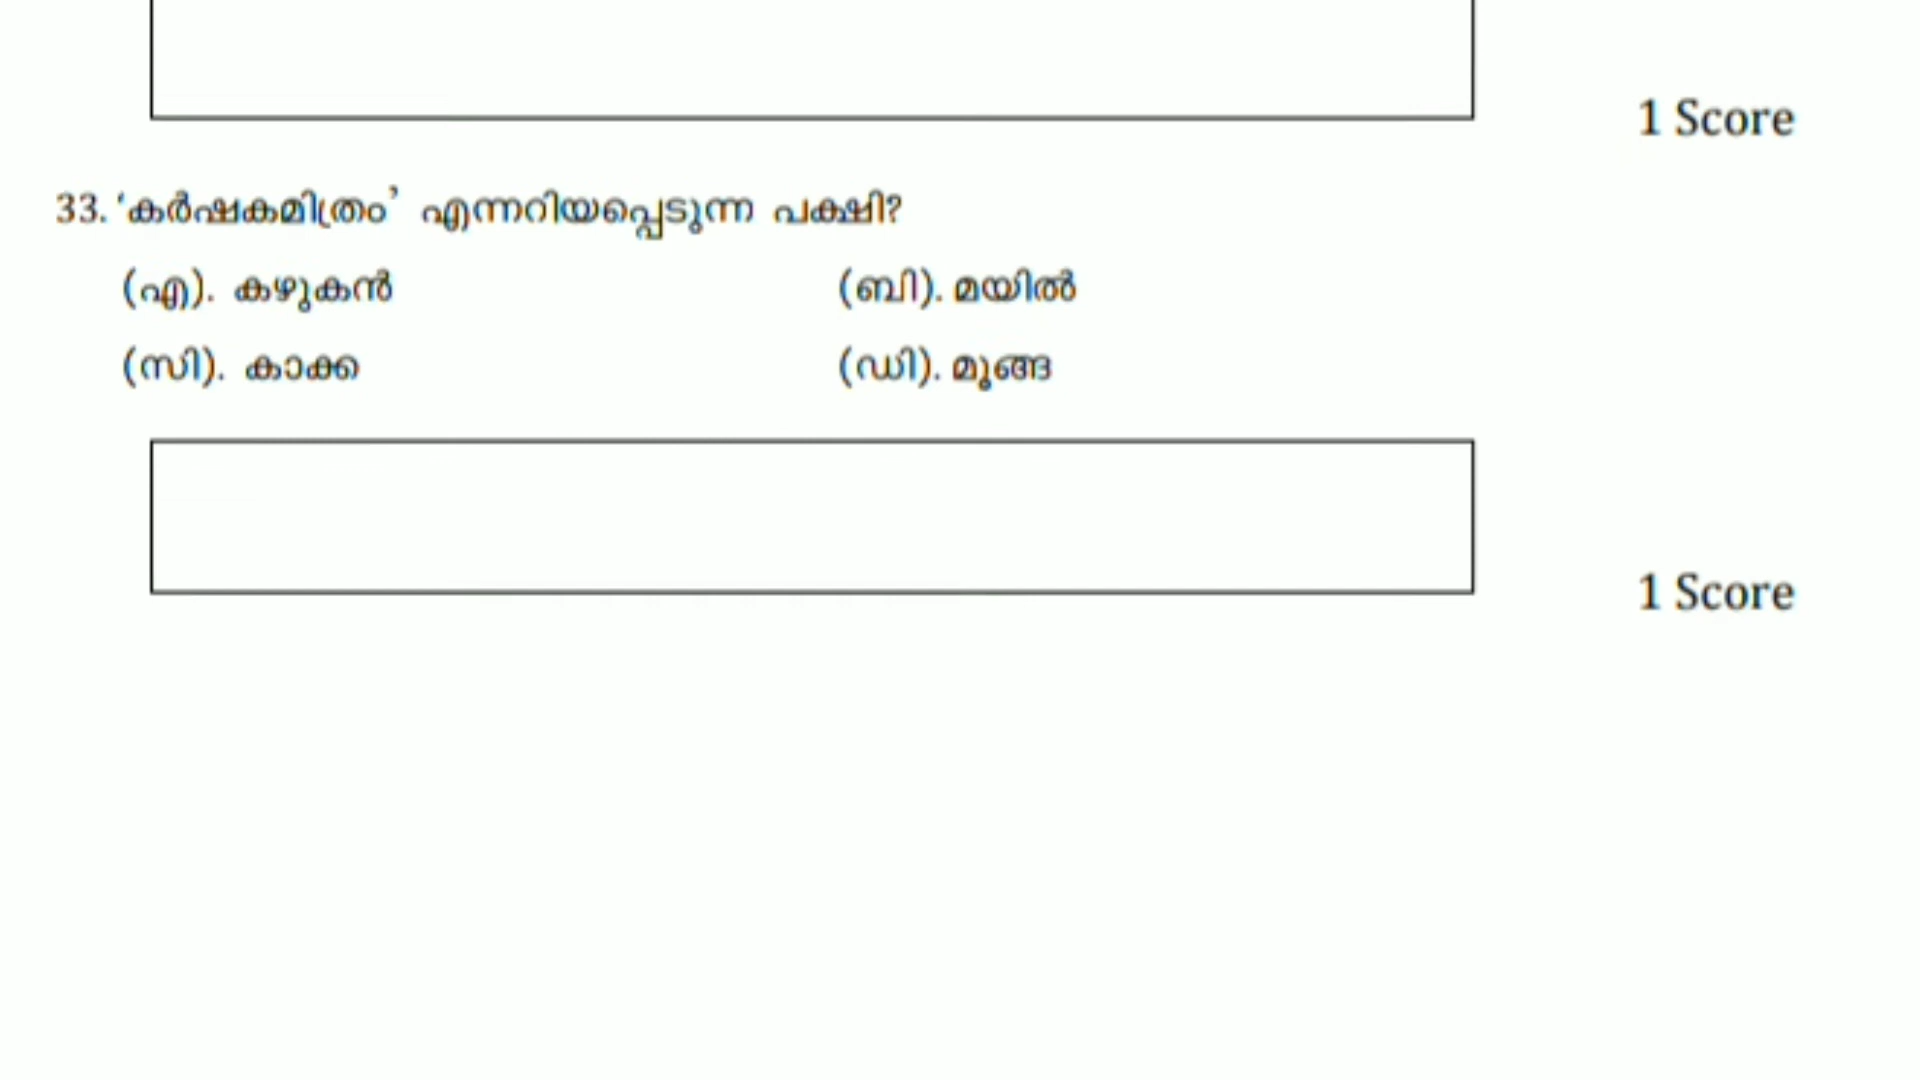 1 Score
33. ‘കർഷകമിത്രം’ എന്നറിയപ്പെടുന്ന പക്ഷി?
(എ). കഴുകൻ (ബി). മയിൽ
(സി). കാക്ക (ഡി). മൂങ്ങ
1 Score